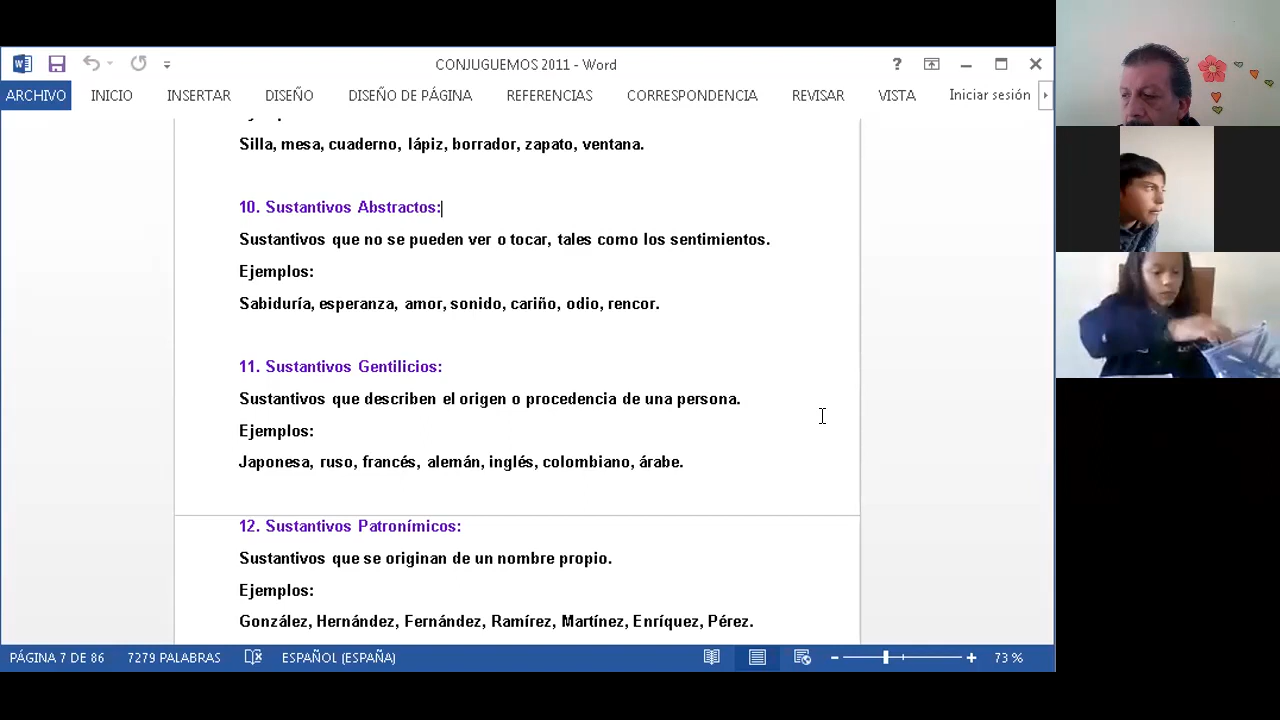 CONJUGUEMOS 2011 - Word
?
ARCHIVO INICIO INSERTAR DISEÑO DISEÑO DE PÁGINA REFERENCIAS CORRESPONDENCIA REVISAR VISTA Iniciar sesión
Silla, mesa, cuaderno, lápiz, borrador, zapato, ventana.
10. Sustantivos Abstractos:
Sustantivos que no se pueden ver o tocar, tales como los sentimientos.
Ejemplos:
Sabiduría, esperanza, amor, sonido, cariño, odio, rencor.
11. Sustantivos Gentilicios:
Sustantivos que describen el origen o procedencia de una persona.
Ejemplos:
Japonesa, ruso, francés, alemán, inglés, colombiano, árabe.
12. Sustantivos Patronímicos:
Sustantivos que se originan de un nombre propio.
Ejemplos:
González, Hernández, Fernández, Ramírez, Martínez, Enríquez, Pérez.
PÁGINA 7 DE 86 7279 PALABRAS ESPAÑOL (ESPAÑA) 73 %